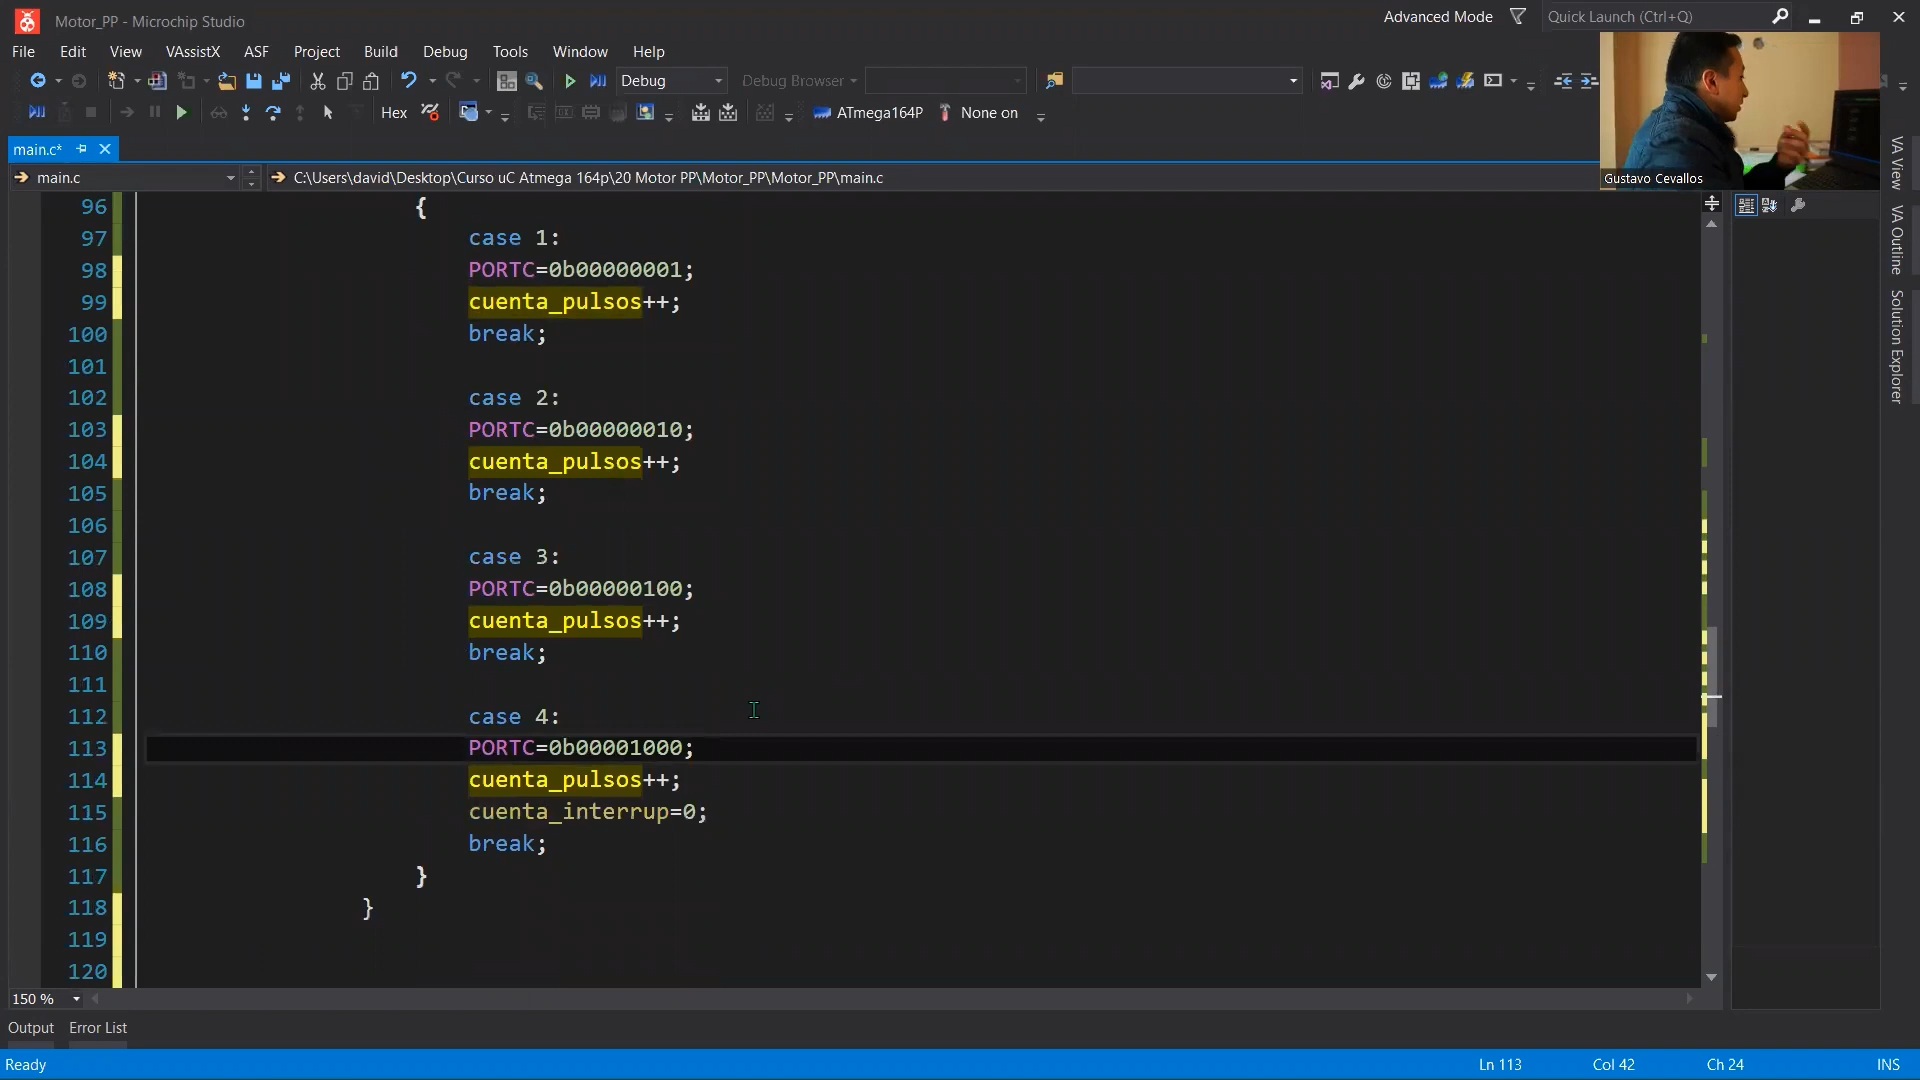 Motor_PP - Microchip Studio
Advanced Mode
Quick Launch (Ctrl+Q)
File Edit View VAssistX ASF Project Build Debug Tools Window Help
Debug
Debug Browser
Hex
ATmega164P
None on
Gustavo Cevallos
main.c*
main.c
C:\Users\david\Desktop\Curso uC Atmega 164p\20 Motor PP\Motor_PP\Motor_PP\main.c
96 {
97 case 1:
98 PORTC=0b00000001;
99 cuenta_pulsos++;
100 break;
101
102 case 2:
103 PORTC=0b00000010;
104 cuenta_pulsos++;
105 break;
106
107 case 3:
108 PORTC=0b00000100;
109 cuenta_pulsos++;
110 break;
111
112 case 4:
113 PORTC=0b00001000;
114 cuenta_pulsos++;
115 cuenta_interrup=0;
116 break;
117 }
118 }
119
120
VA View
VA Outline
Solution Explorer
150 %
Output Error List
Ready
Ln 113 Col 42 Ch 24 INS